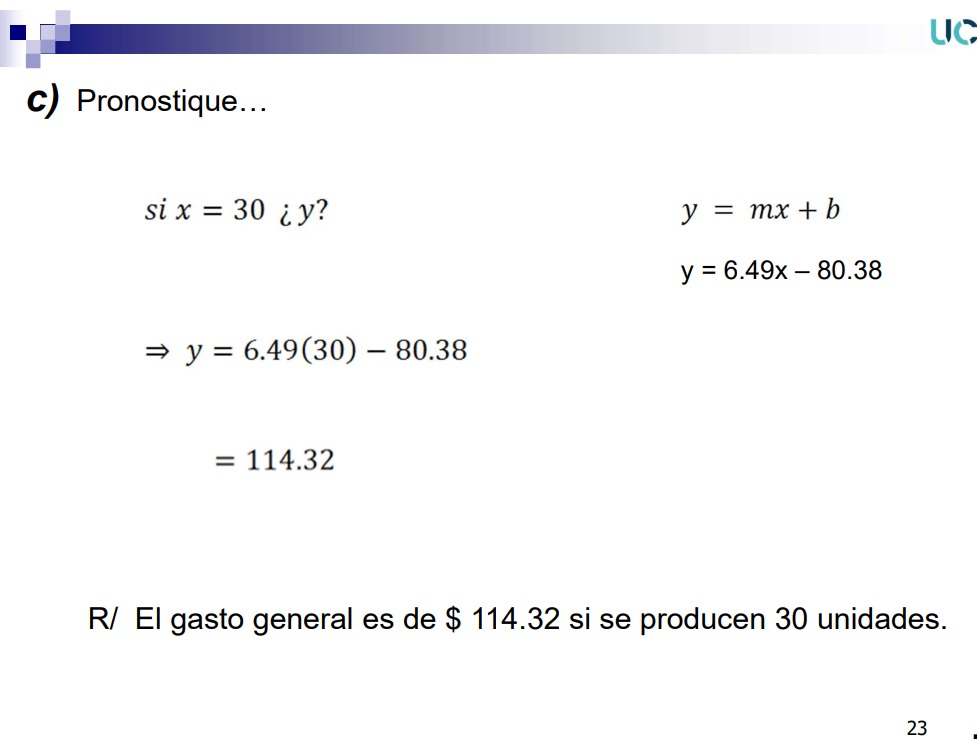 UC
c) Pronostique…
si x = 30 ¿ y?
y = mx + b
y = 6.49x – 80.38
⇒ y = 6.49(30) − 80.38
= 114.32
R/ El gasto general es de $ 114.32 si se producen 30 unidades.
23